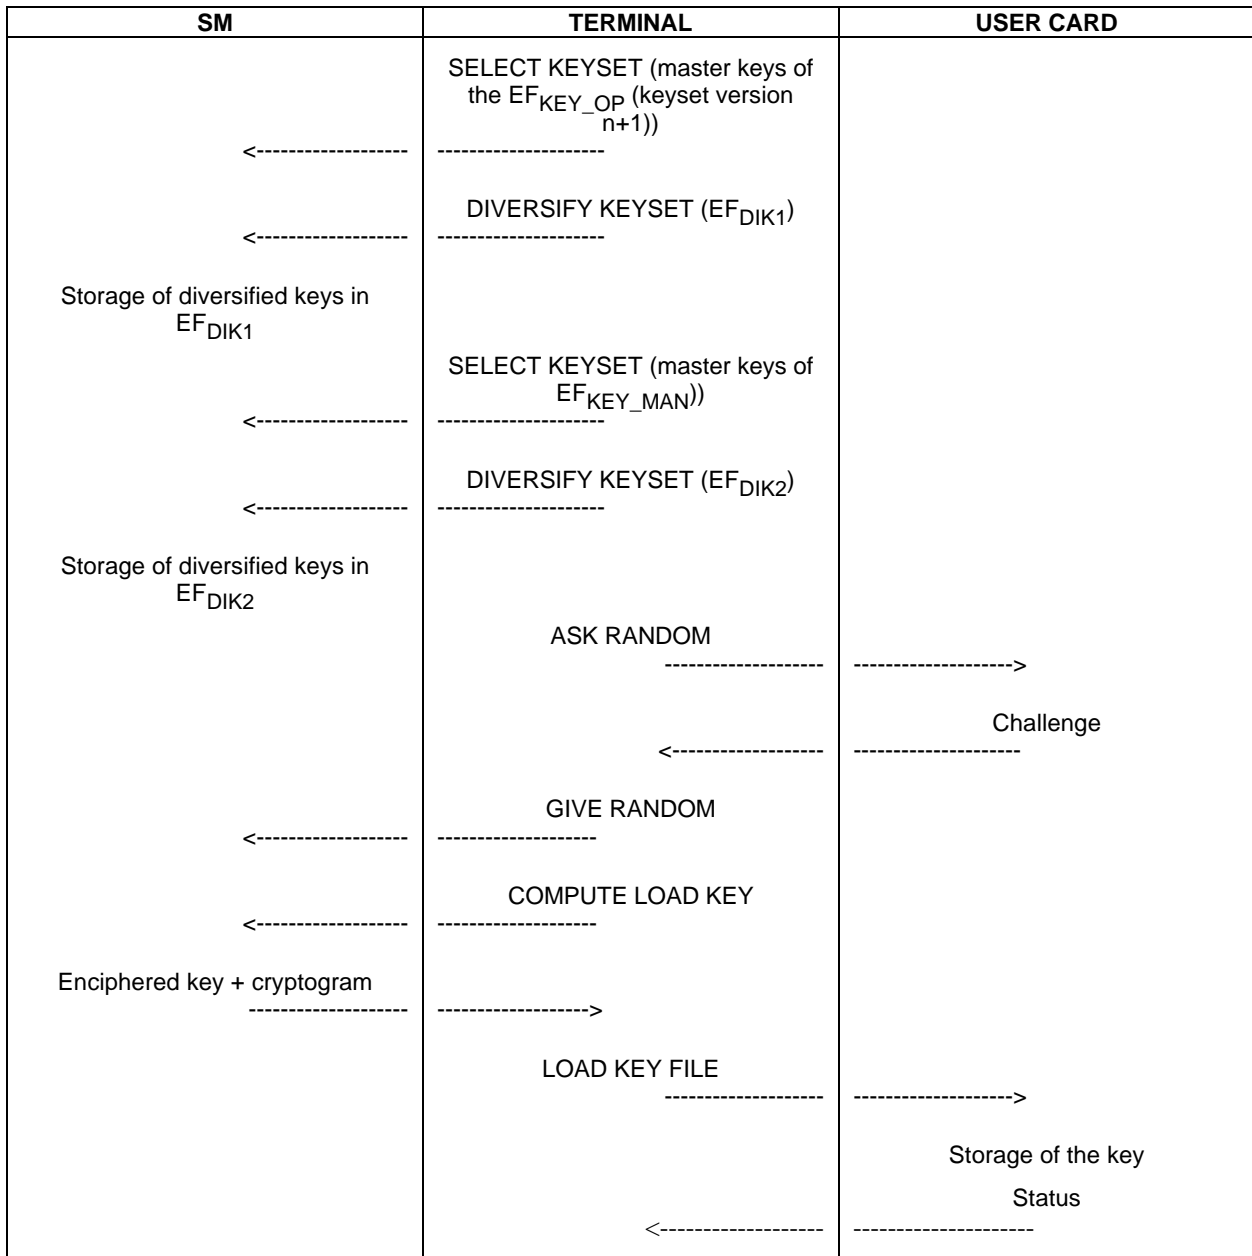 SM TERMINAL USER CARD
SELECT KEYSET (master keys of
the EFKEY_OP (keyset version
n+1))
<------------------- ---------------------
DIVERSIFY KEYSET (EFDIK1)
<------------------- ---------------------
Storage of diversified keys in
EFDIK1
SELECT KEYSET (master keys of
EFKEY_MAN))
<------------------- ---------------------
DIVERSIFY KEYSET (EFDIK2)
<------------------- ---------------------
Storage of diversified keys in
EFDIK2
ASK RANDOM
-------------------- -------------------->
Challenge
<------------------- ---------------------
GIVE RANDOM
<------------------- --------------------
COMPUTE LOAD KEY
<------------------- --------------------
Enciphered key + cryptogram
-------------------- ------------------->
LOAD KEY FILE
-------------------- -------------------->
Storage of the key
Status
<-------------------- ----------------------